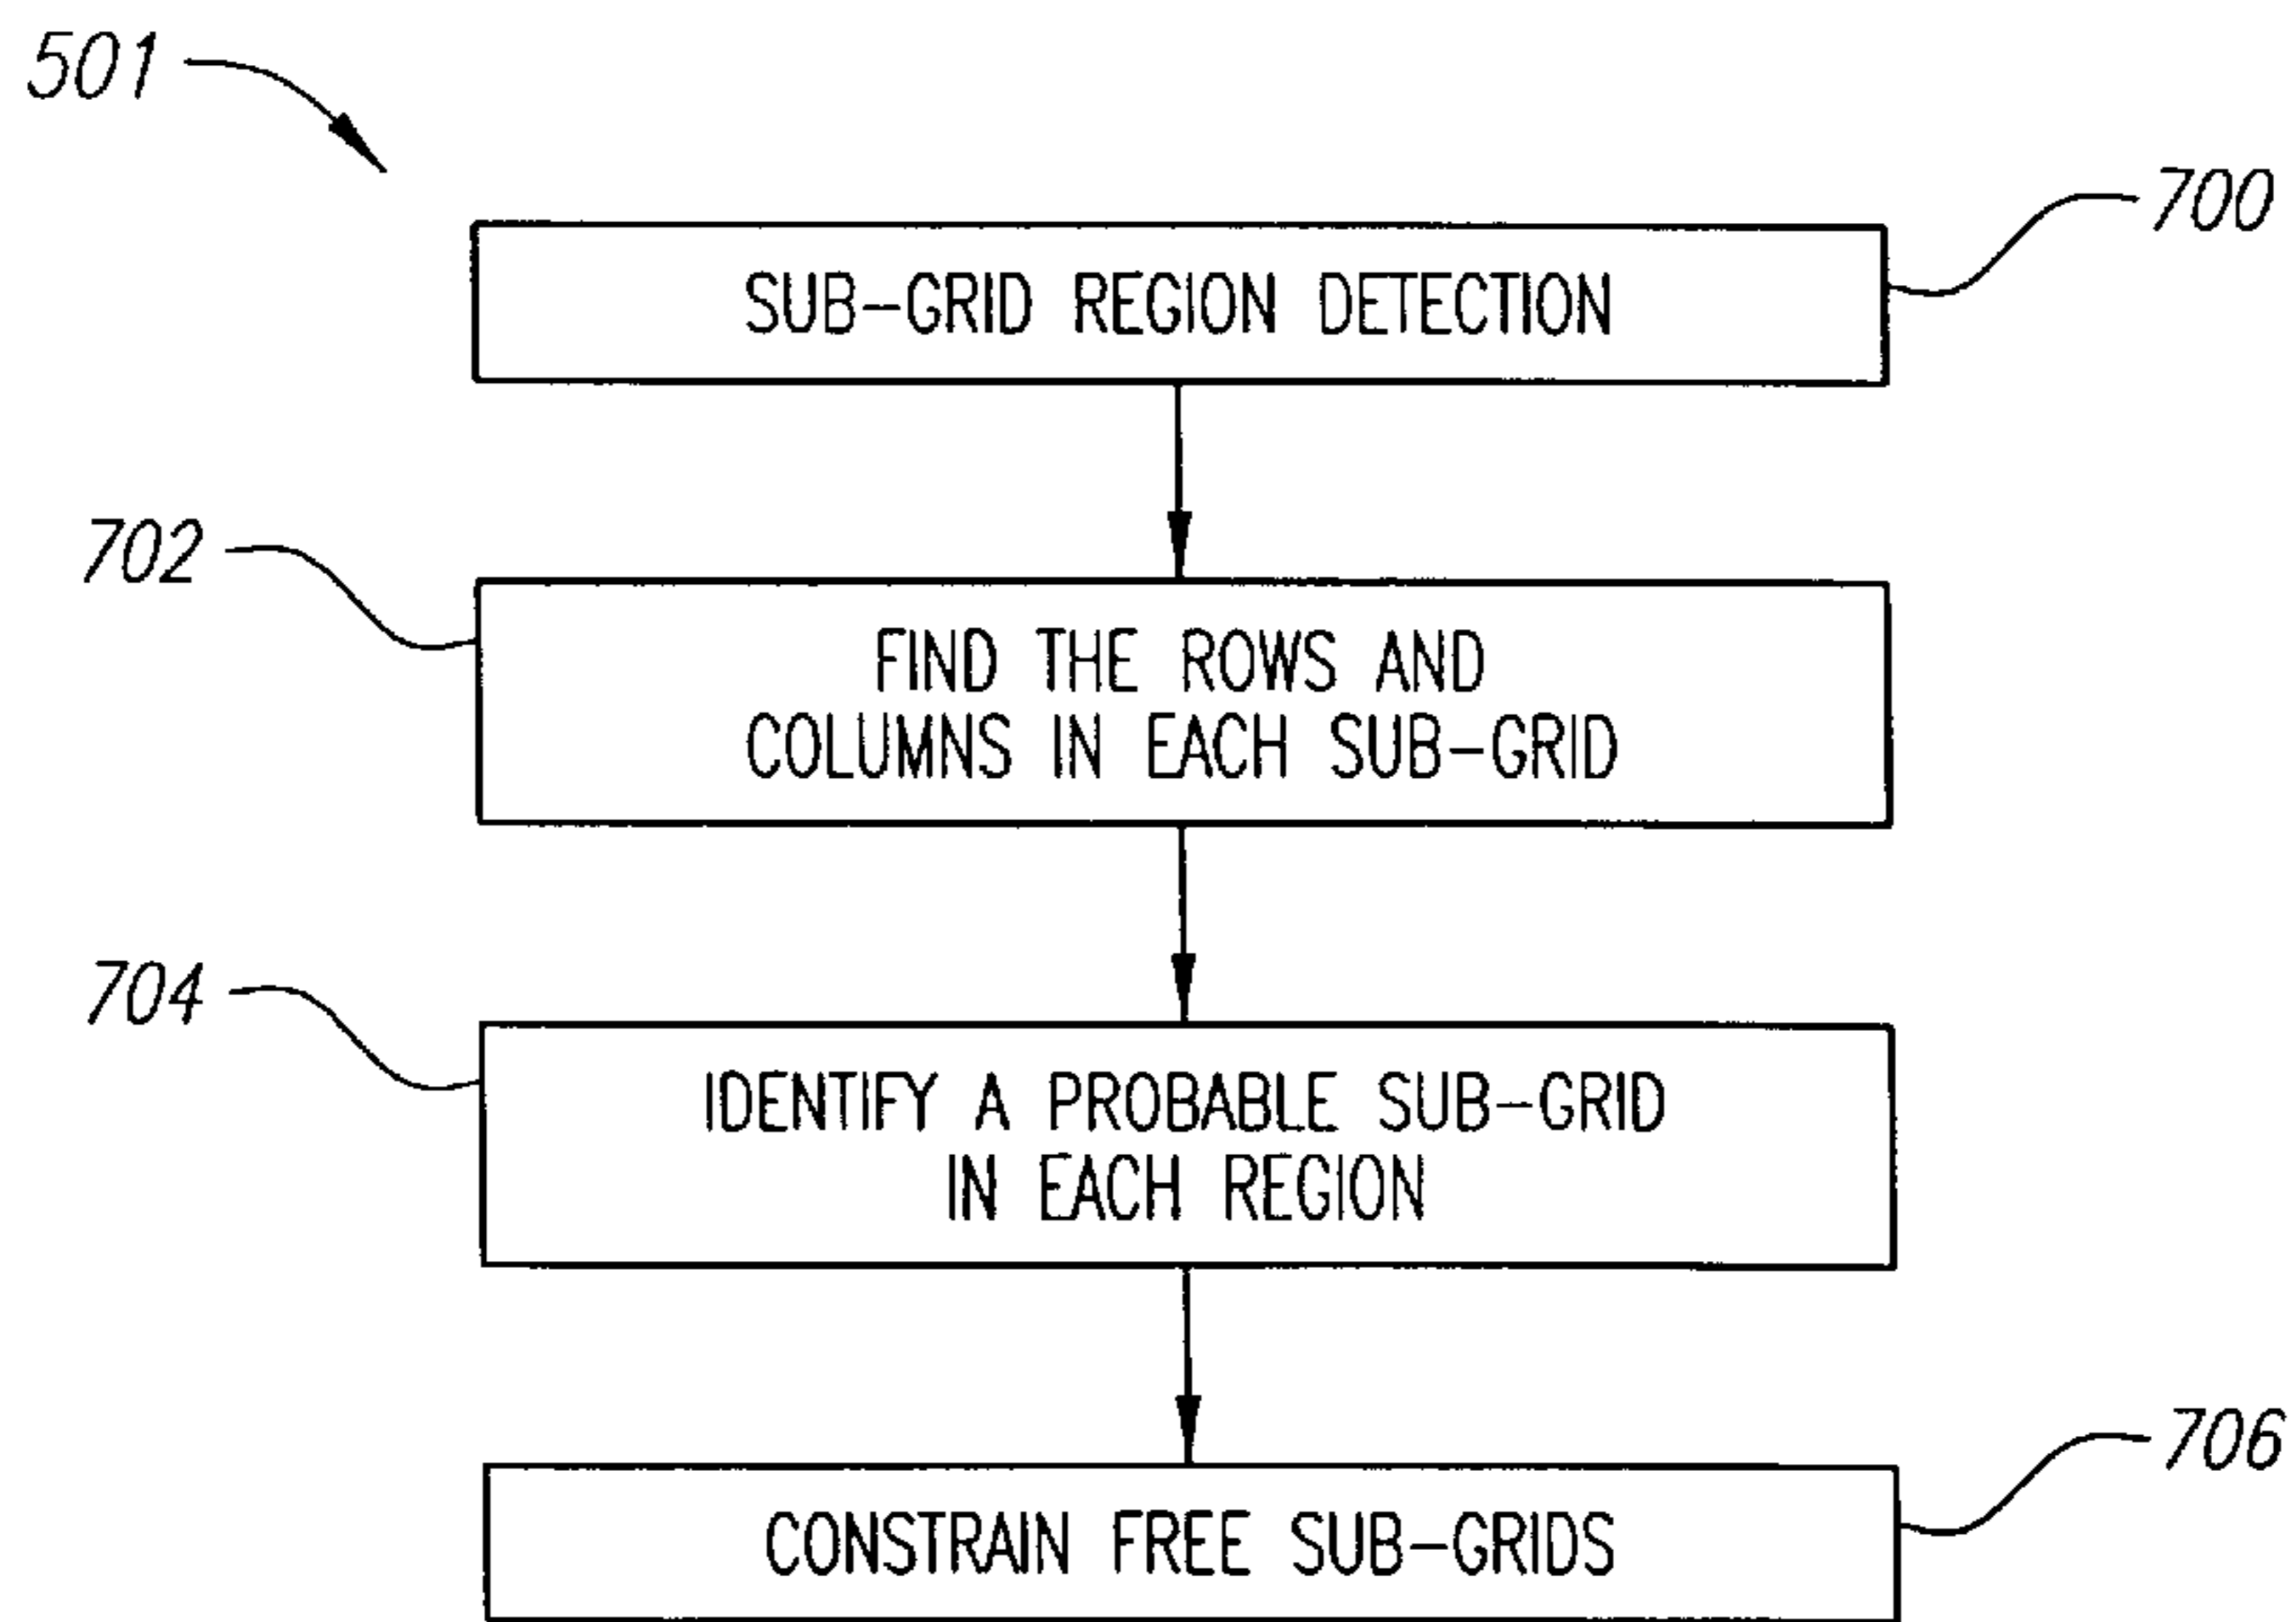 501
700
SUB-GRID REGION DETECTION
702
FIND THE ROWS AND
COLUMNS IN EACH SUB-GRID
704
IDENTIFY A PROBABLE SUB-GRID
IN EACH REGION
706
CONSTRAIN FREE SUB-GRIDS